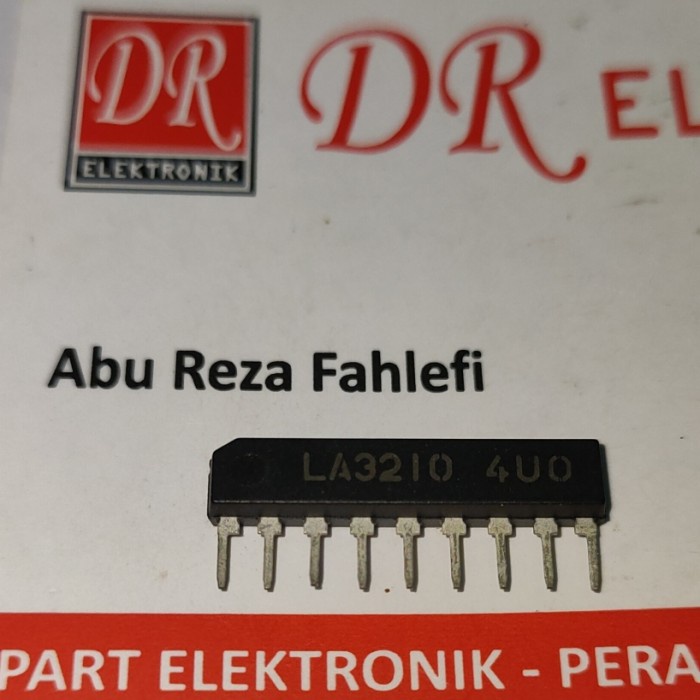 DR
ELEKTRONIK
DR EL
Abu Reza Fahlefi
LA3210 4U0
PART ELEKTRONIK - PERA